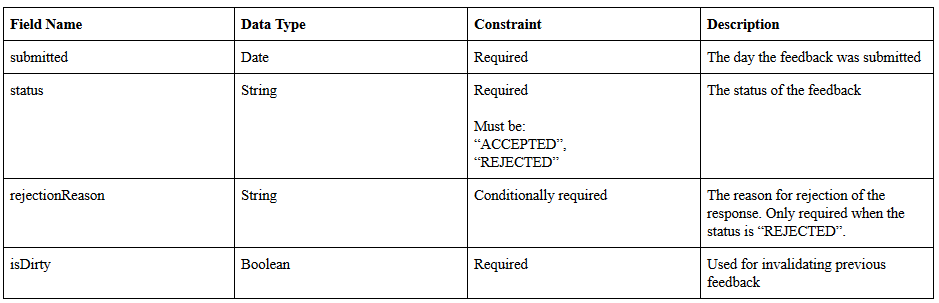 Field Name Data Type Constraint Description
submitted Date Required The day the feedback was submitted
status String Required The status of the feedback
Must be:
“ACCEPTED”,
“REJECTED”
rejectionReason String Conditionally required The reason for rejection of the
response. Only required when the
status is “REJECTED”.
isDirty Boolean Required Used for invalidating previous
feedback